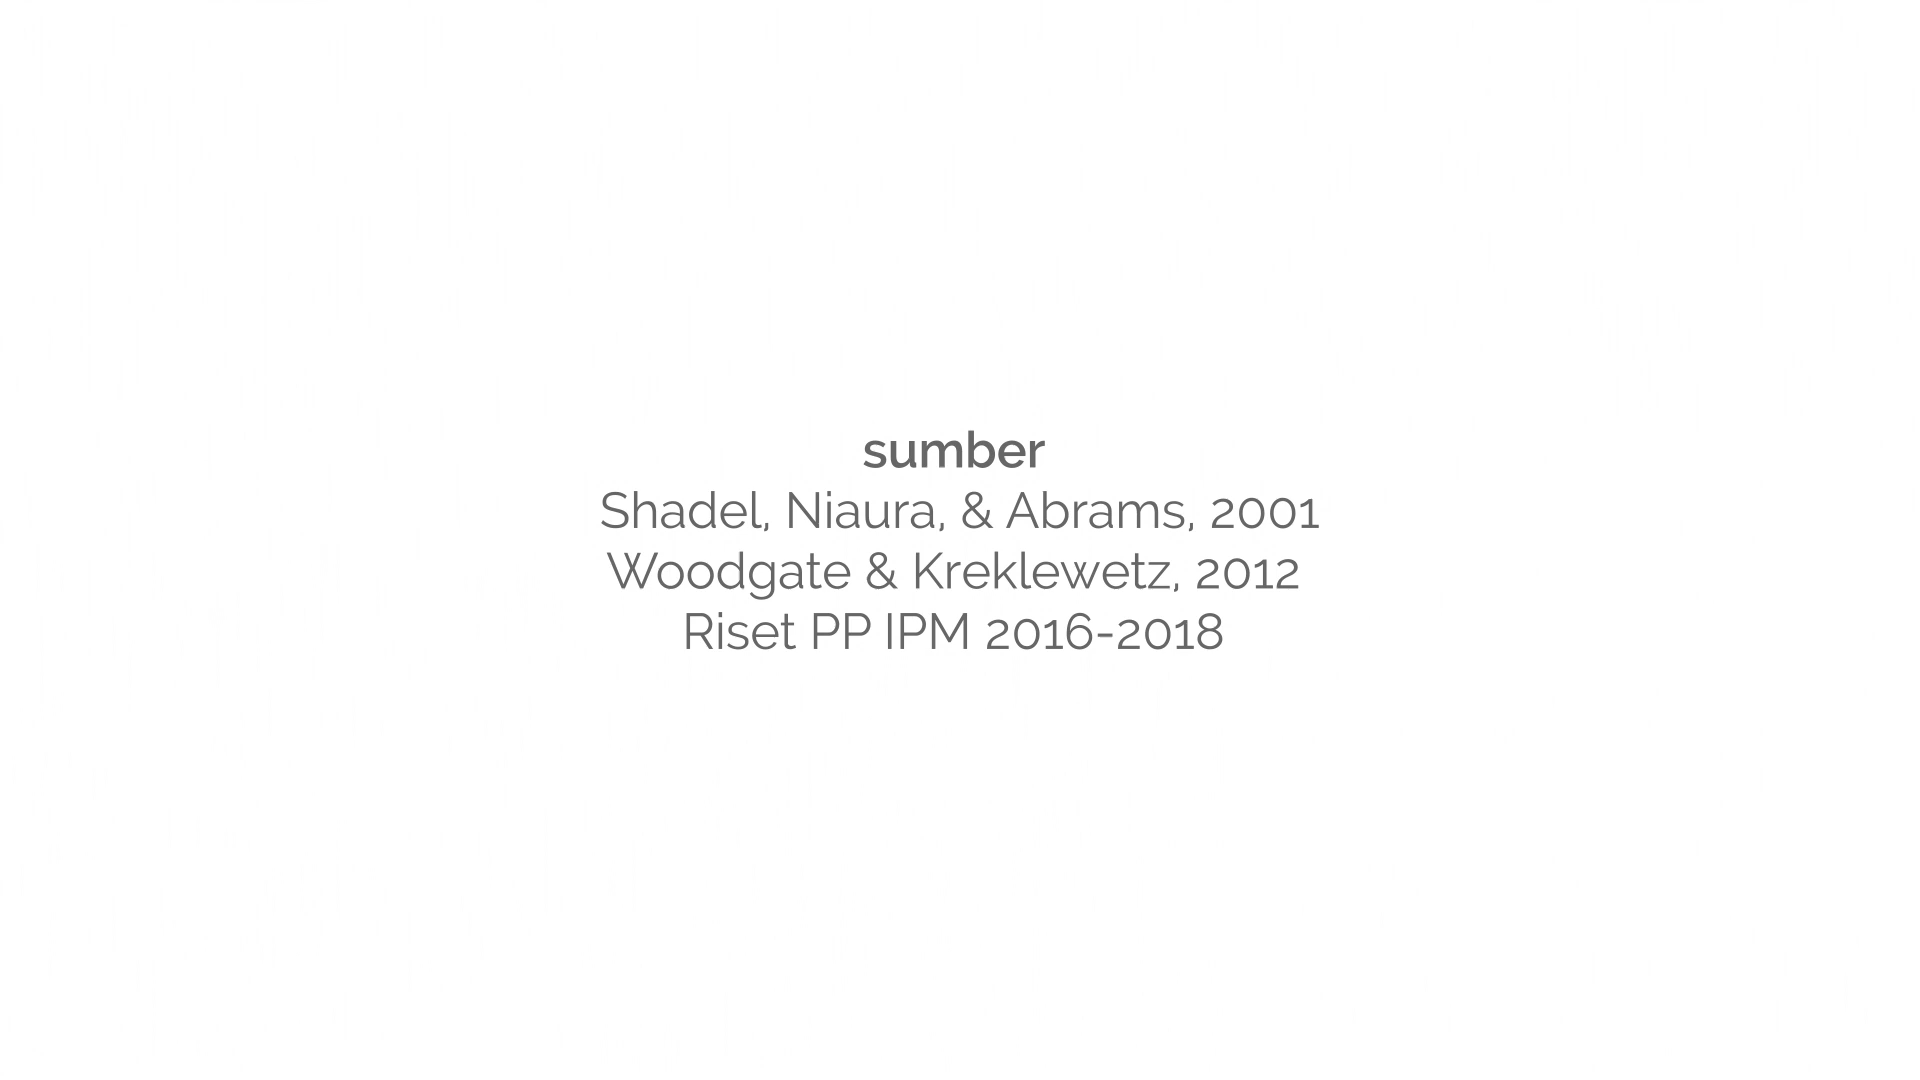 sumber
Shadel, Niaura, & Abrams, 2001
Woodgate & Kreklewetz, 2012
Riset PP IPM 2016-2018